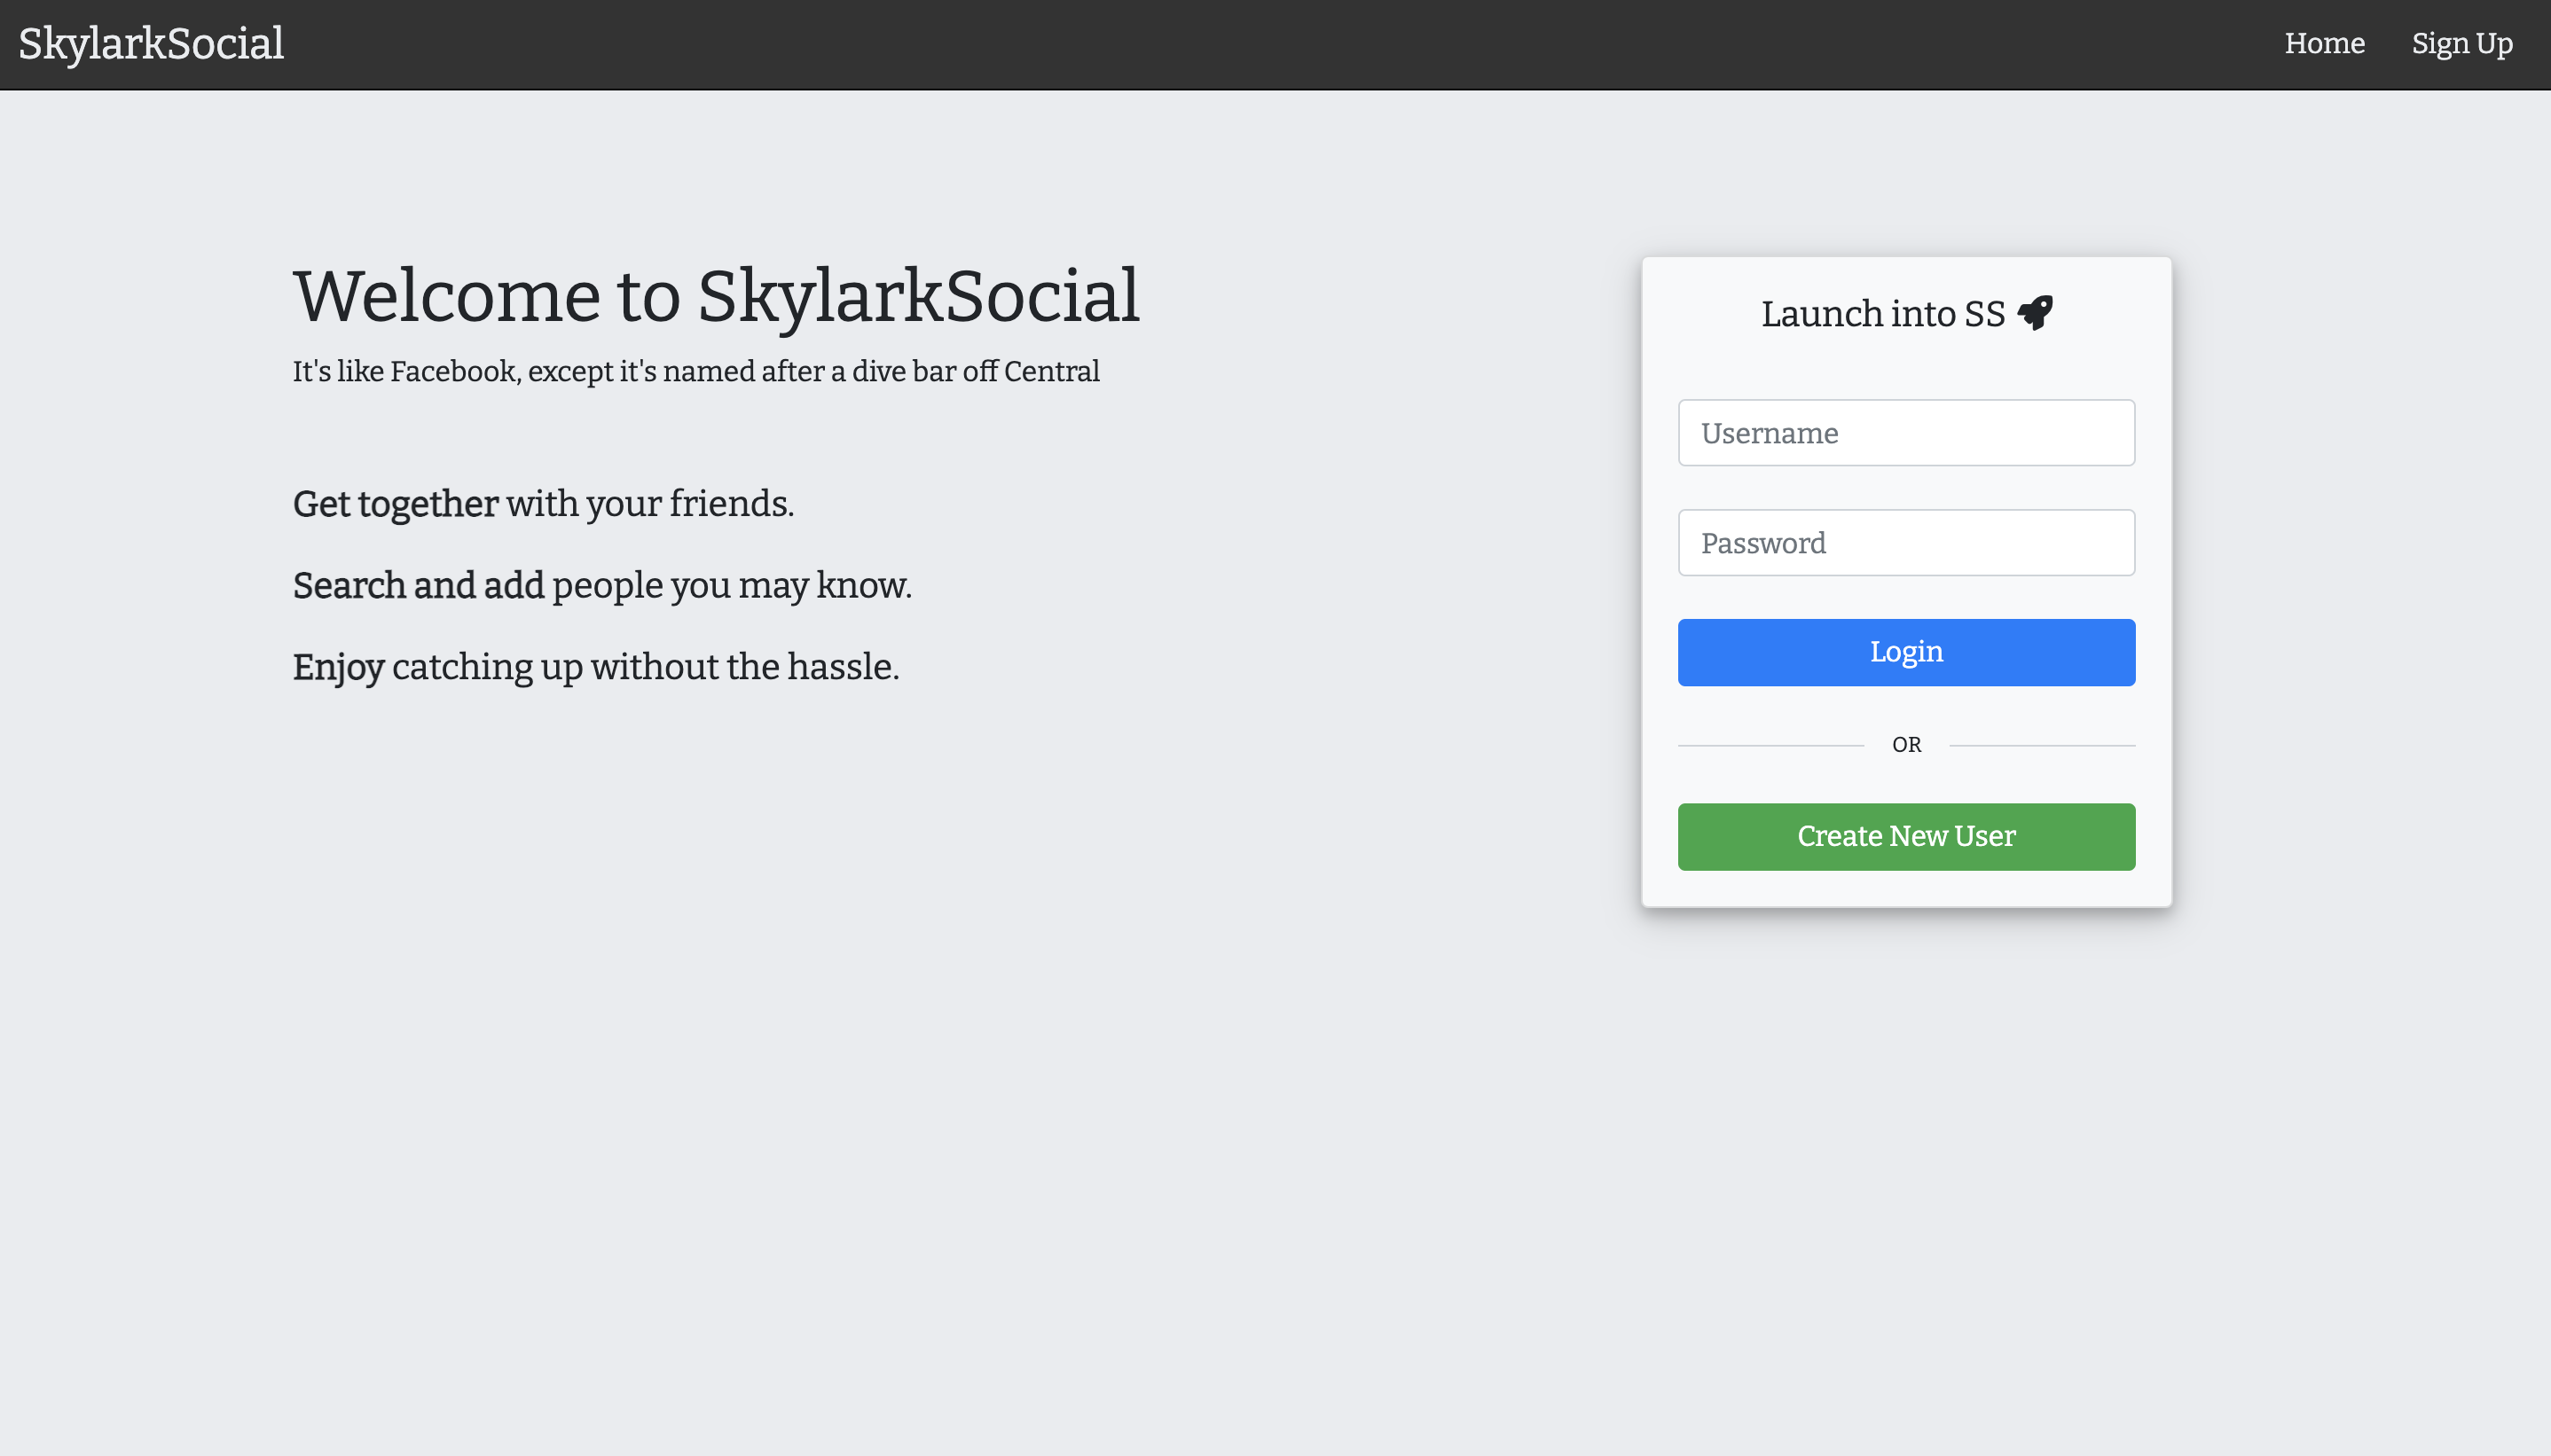 SkylarkSocial
Home
Sign Up
Welcome to SkylarkSocial
It's like Facebook, except it's named after a dive bar off Central
Get together with your friends.
Search and add people you may know.
Enjoy catching up without the hassle.
Launch into SS
Username
Password
Login
OR
Create New User